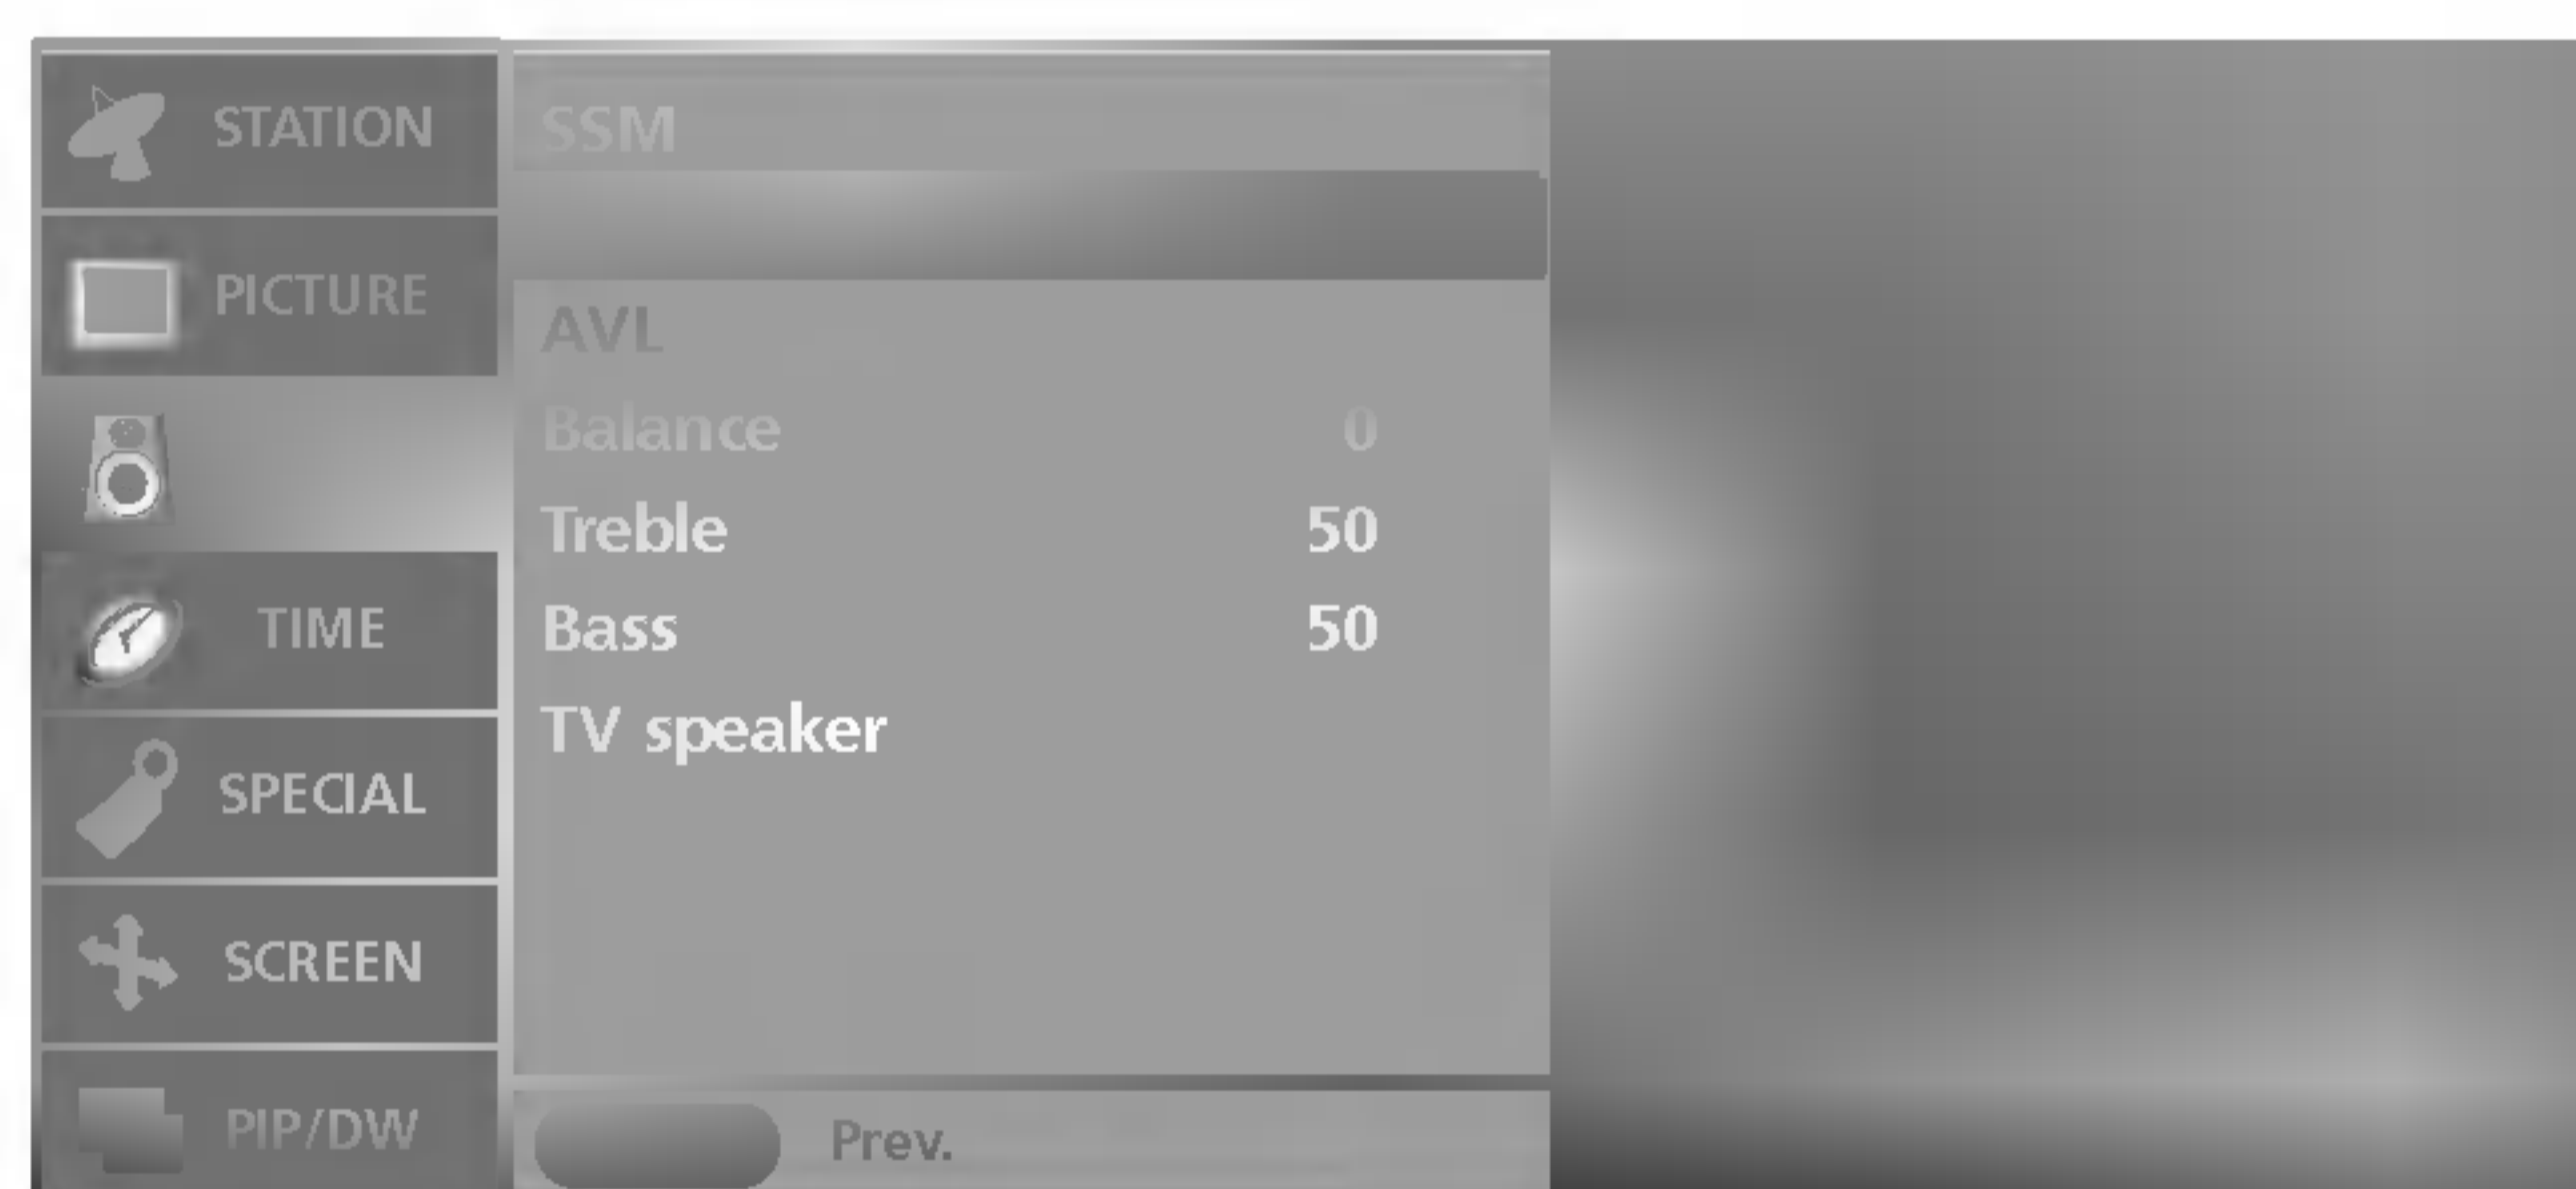 STATION
PICTURE
TIME
SPECIAL
SCREEN
PIP/DW
SSM
AVL
Balance 0
Treble 50
Bass 50
TV speaker
Prev.